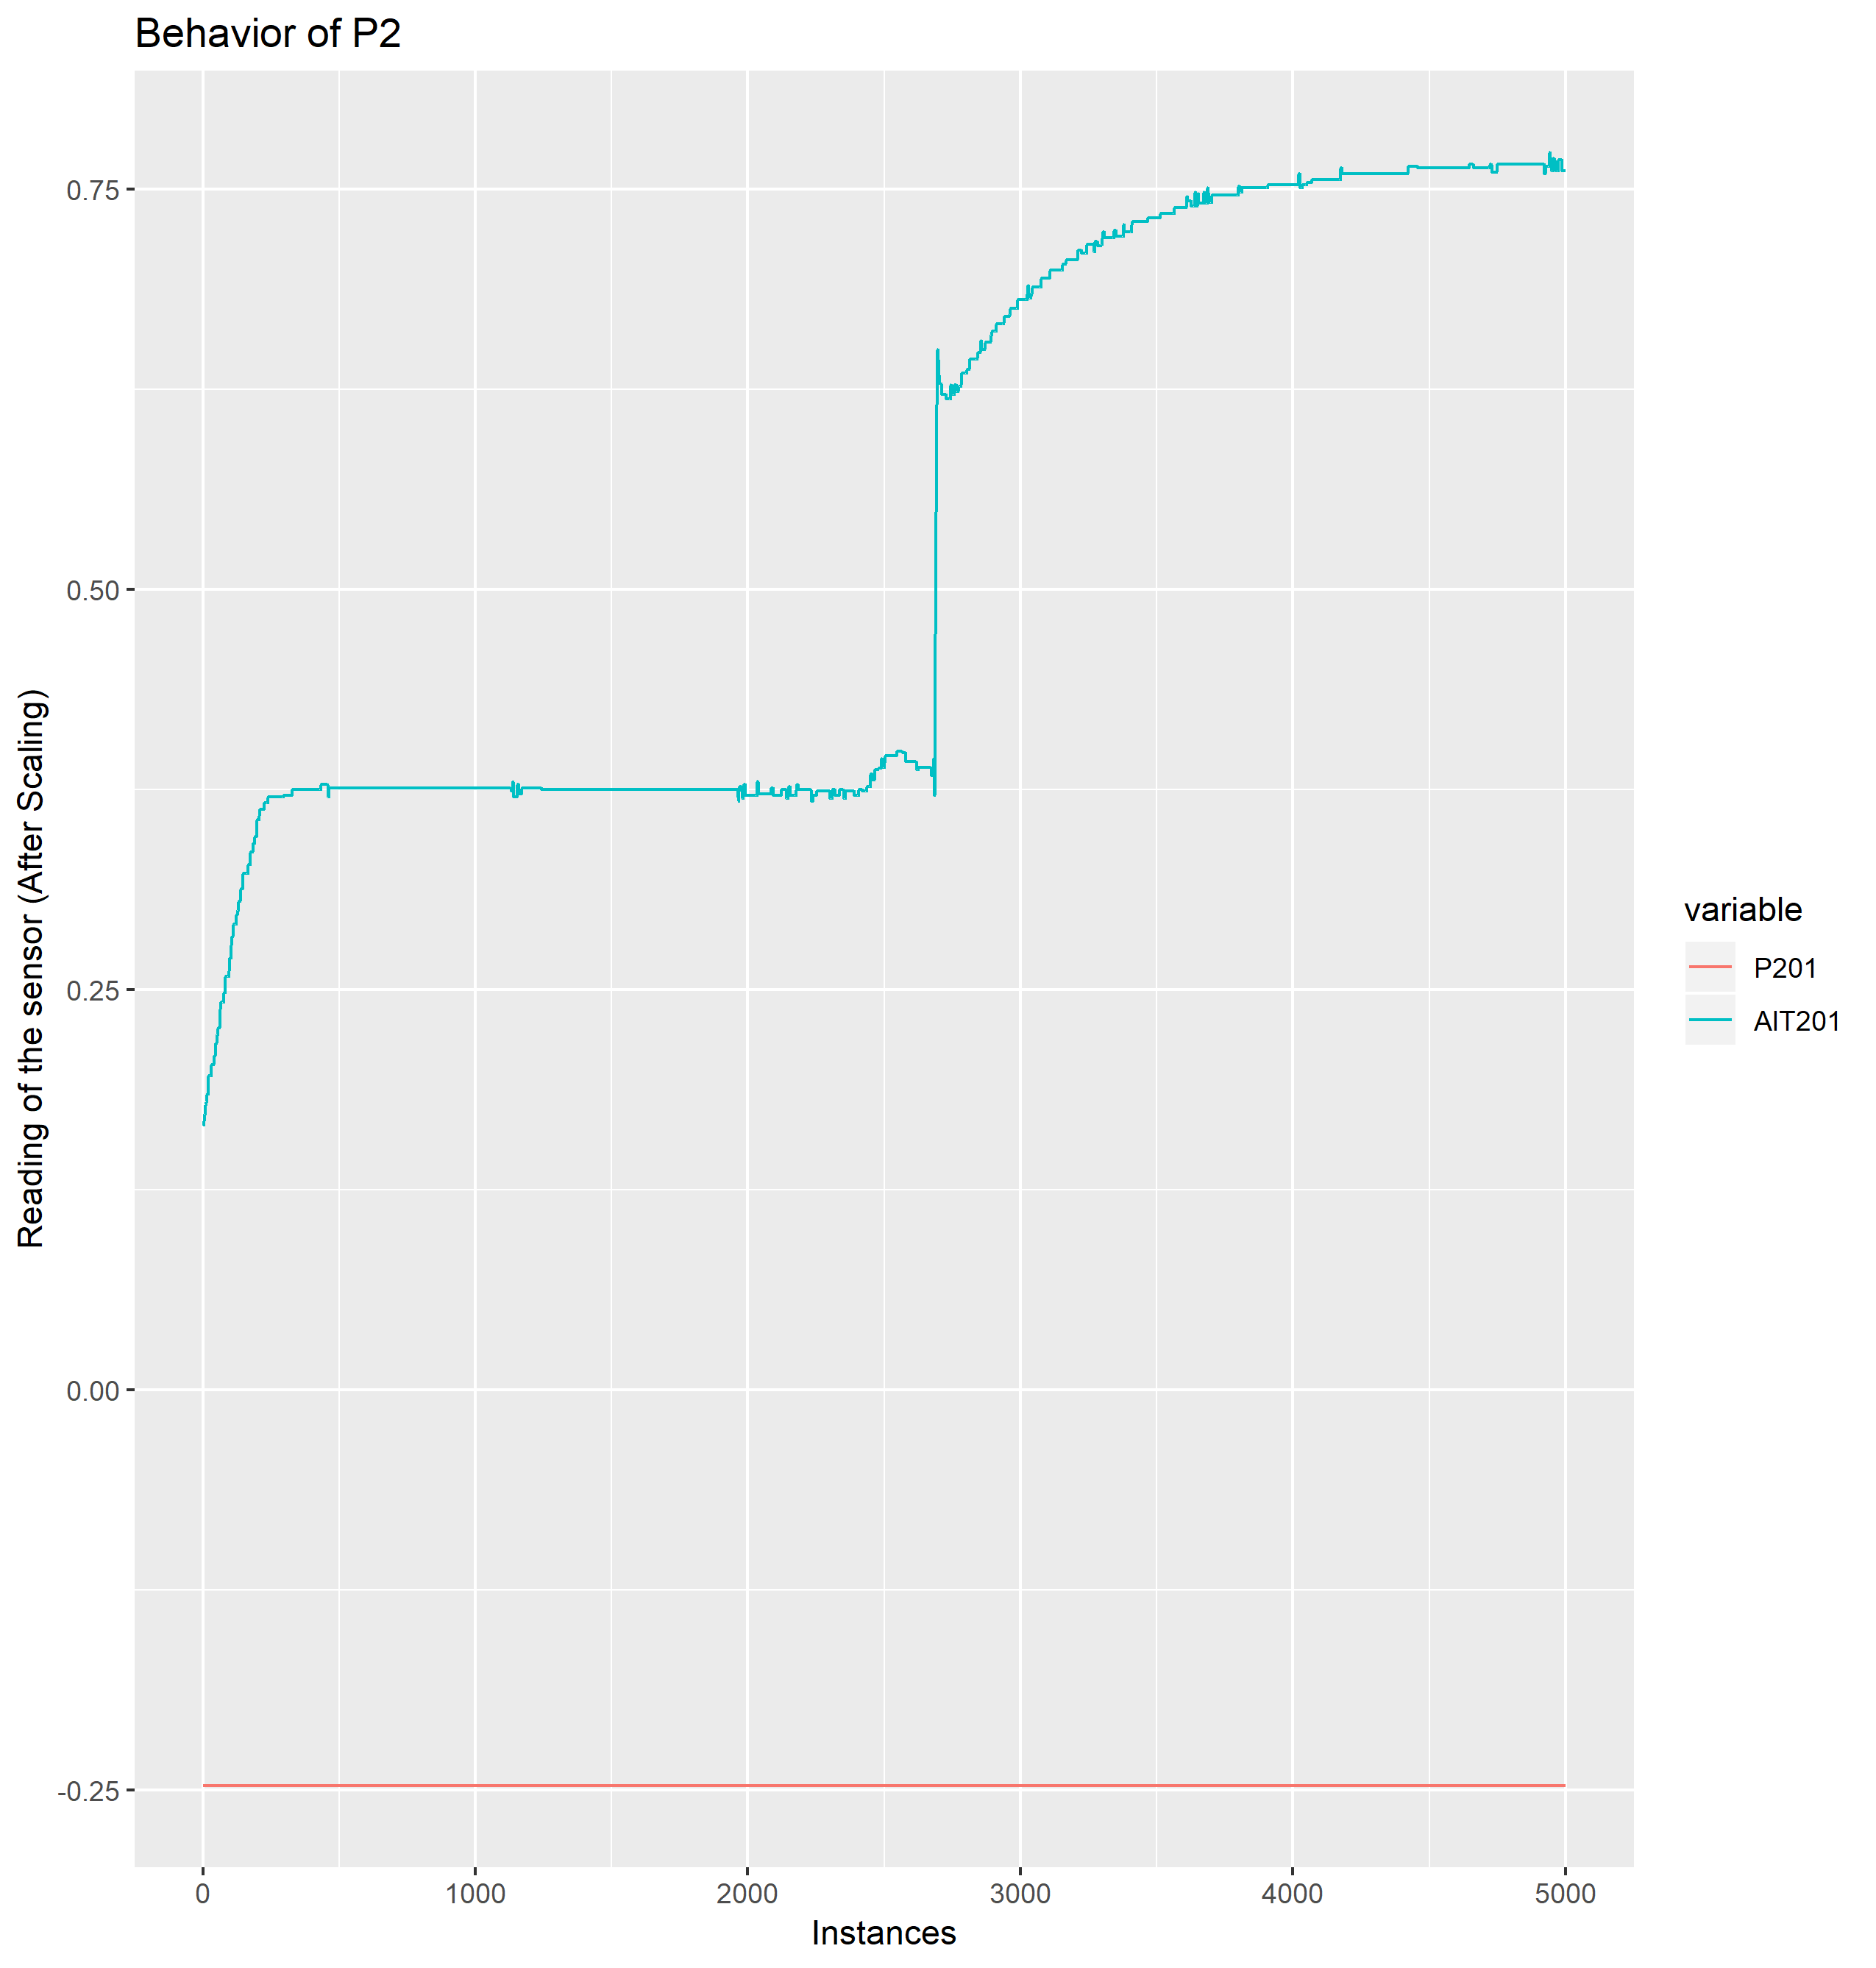 Behavior of P2
Reading of the sensor (After Scaling)
0.75
0.50
0.25
0.00
-0.25
0 1000 2000 3000 4000 5000
Instances
variable
P201
AIT201